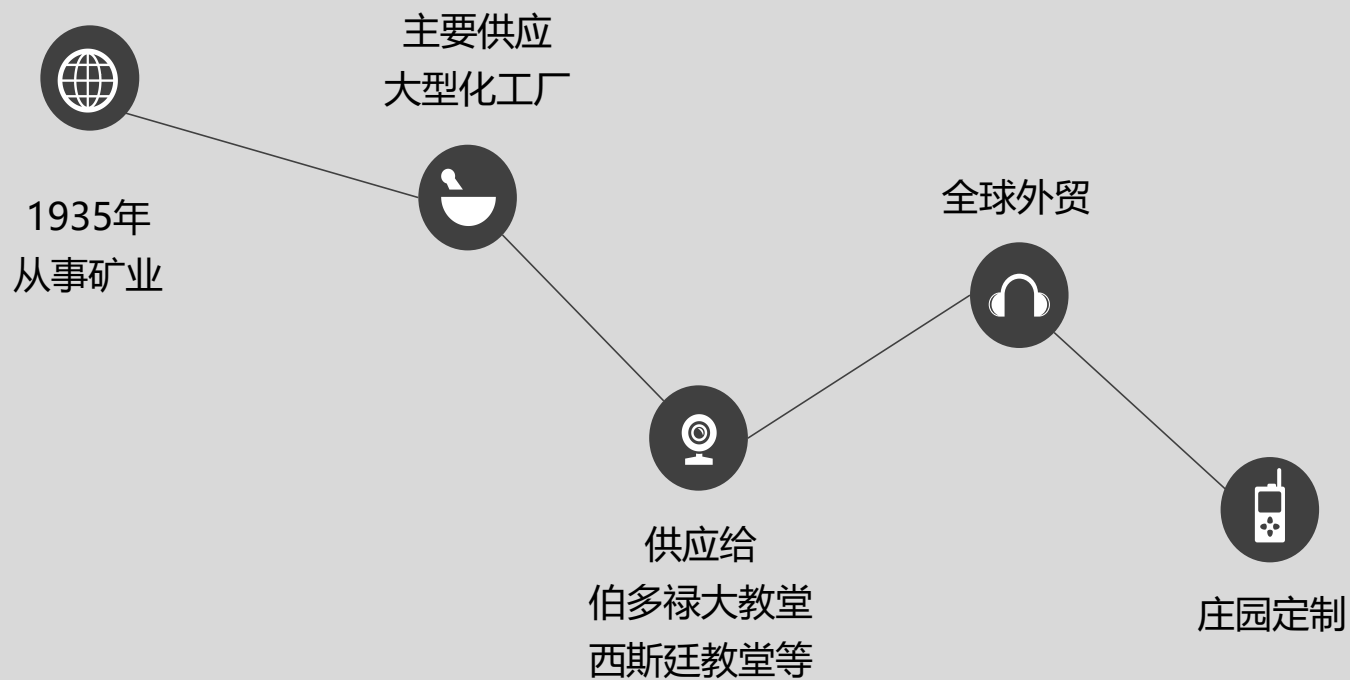 1935年
从事矿业
主要供应
大型化工厂
供应给
伯多禄大教堂
西斯廷教堂等
全球外贸
庄园定制